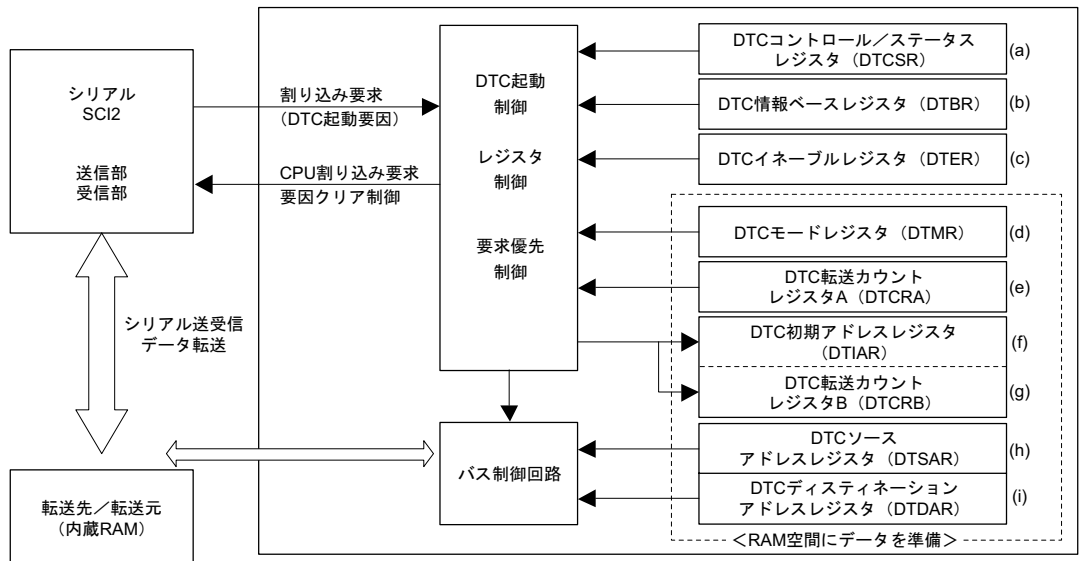 シリアル
SCI2
送信部
受信部
割り込み要求
（DTC起動要因）
CPU割り込み要求
要因クリア制御
シリアル送受信
データ転送
転送先／転送元
（内蔵RAM）
DTC起動
制御
レジスタ
制御
要求優先
制御
バス制御回路
DTCコントロール／ステータス
レジスタ（DTCSR）
(a)
DTC情報ベースレジスタ（DTBR）
(b)
DTCイネーブルレジスタ（DTER）
(c)
DTCモードレジスタ（DTMR）
(d)
DTC転送カウント
レジスタA（DTCRA）
(e)
DTC初期アドレスレジスタ
（DTIAR）
(f)
DTC転送カウント
レジスタB（DTCRB）
(g)
DTCソース
アドレスレジスタ（DTSAR）
(h)
DTCディスティネーション
アドレスレジスタ（DTDAR）
(i)
＜RAM空間にデータを準備＞